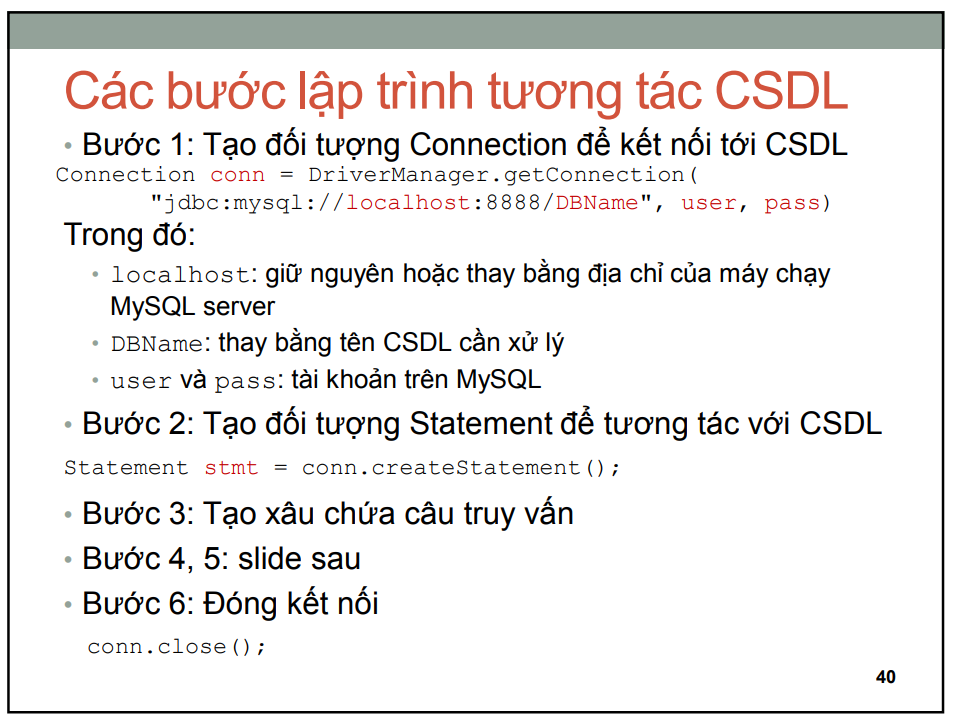 Các bước lập trình tương tác CSDL
• Bước 1: Tạo đối tượng Connection để kết nối tới CSDL
Connection conn = DriverManager.getConnection(
"jdbc:mysql://localhost:8888/DBName", user, pass)
Trong đó:
• localhost: giữ nguyên hoặc thay bằng địa chỉ của máy chạy
MySQL server
• DBName: thay bằng tên CSDL cần xử lý
• user và pass: tài khoản trên MySQL
• Bước 2: Tạo đối tượng Statement để tương tác với CSDL
Statement stmt = conn.createStatement();
• Bước 3: Tạo xâu chứa câu truy vấn
• Bước 4, 5: slide sau
• Bước 6: Đóng kết nối
conn.close();
40